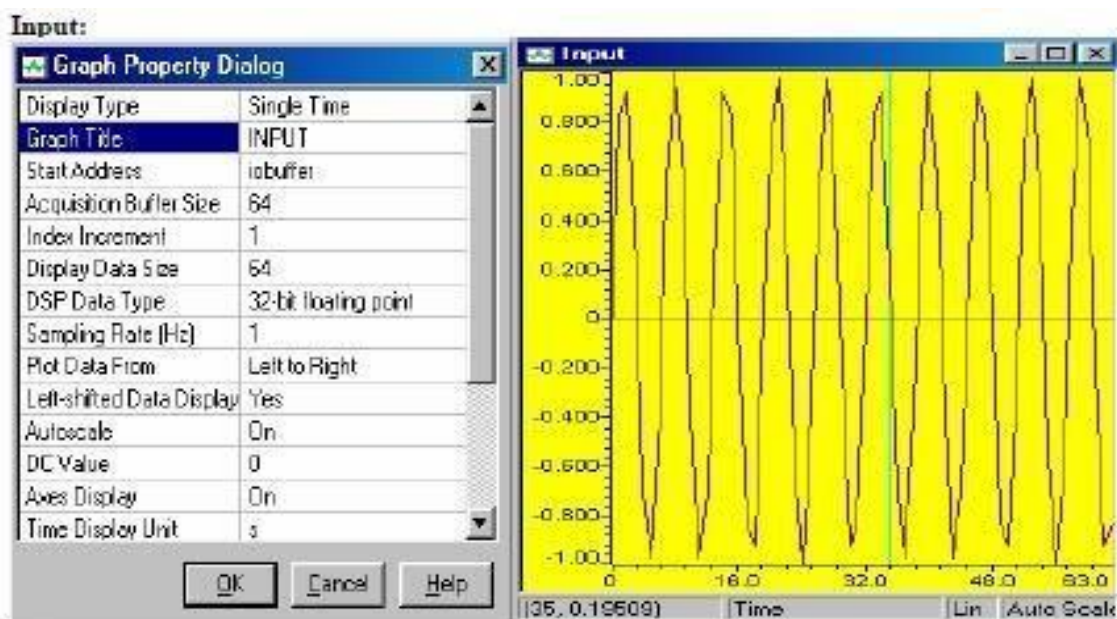 Input:
Graph Property Dialog
Display Type Single Time
Graph Title INPUT
Start Address iobuffer
Acquisition Buffer Size 64
Index Increment 1
Display Data Size 64
DSP Data Type 32-bit floating point
Sampling Rate (Hz) 1
Plot Data From Left to Right
Left-shifted Data Display Yes
Autoscale On
DC Value 0
Axes Display On
Time Display Unit s
OK Cancel Help
Input
1.00
0.800
0.600
0.400
0.200
0
-0.200
-0.400
-0.600
-0.800
-1.00
0 16.0 32.0 48.0 63.0
(35, 0.19509) Time Lin Auto Scale